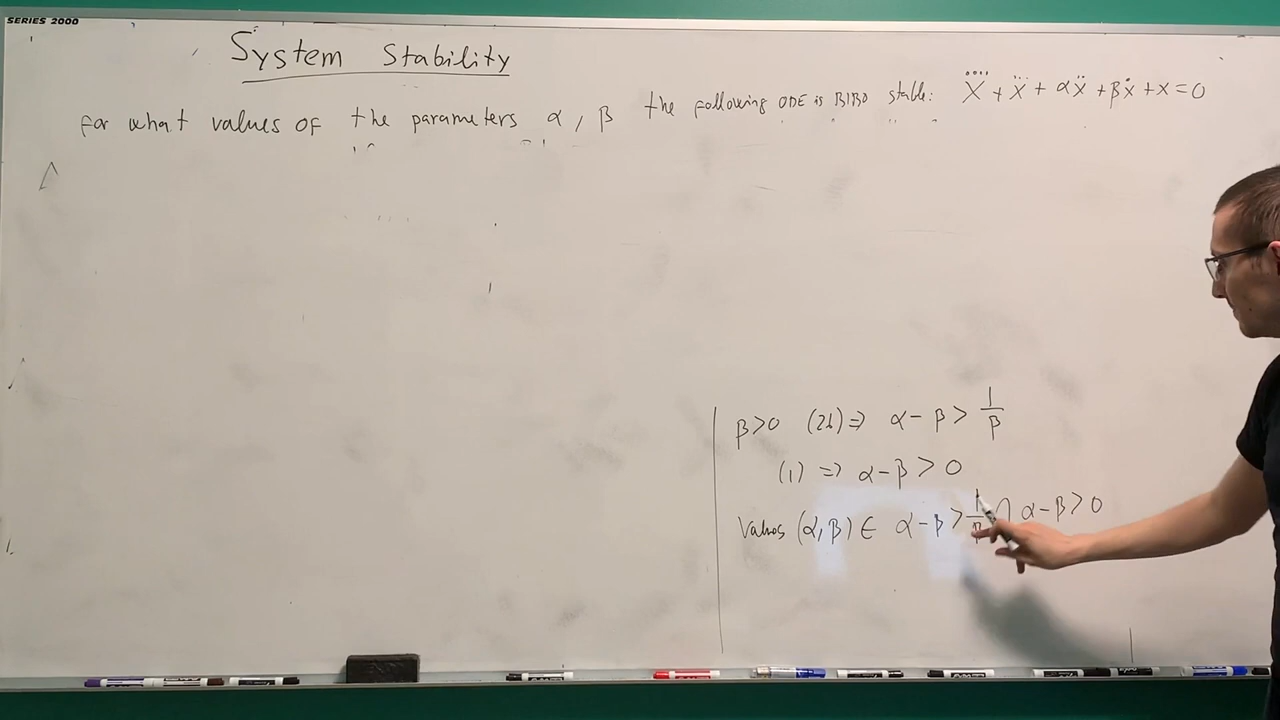 SERIES 2000
System Stability
for what values of the parameters α, β the following ODE is BIBO stable: ẍ̈ + x⃛ + αẍ + βẋ + x = 0
β>0 (2b) ⇒ α-β > 1/β
(1) ⇒ α-β > 0
Values (α,β) ∈ α-β > 1/β ∩ α-β>0